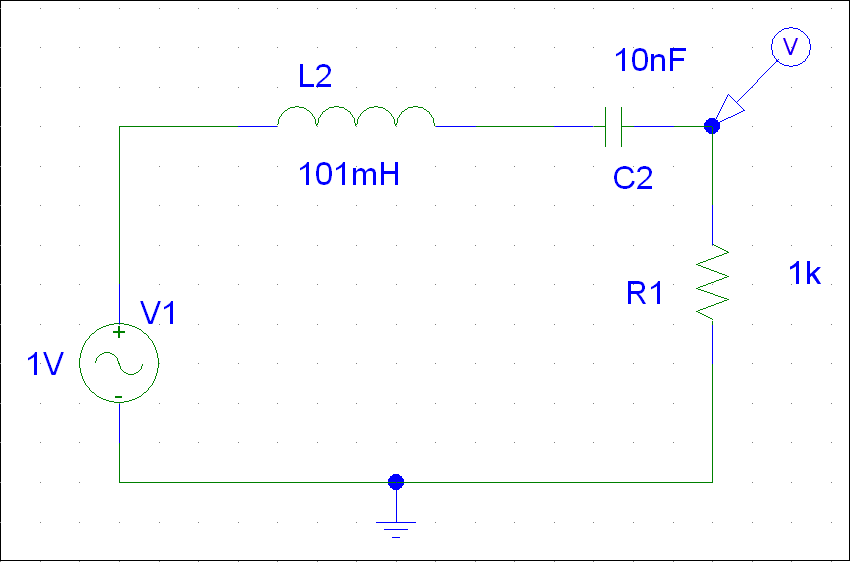 V
10nF
L2
101mH
C2
1k
R1
V1
+
1V
-